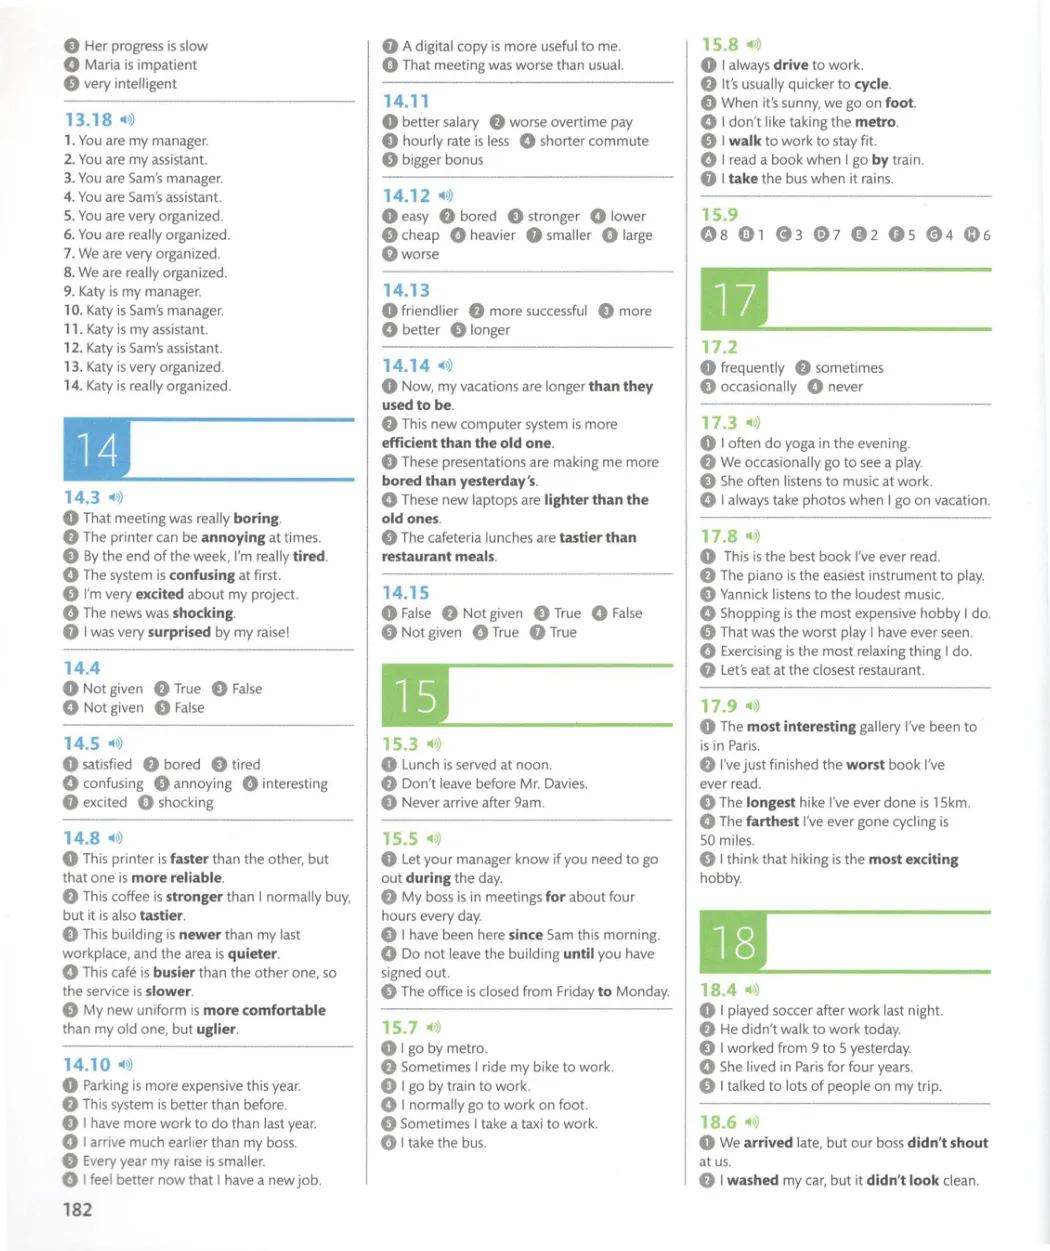 3 Her progress is slow
4 Maria is impatient
5 very intelligent
13.18
1. You are my manager.
2. You are my assistant.
3. You are Sam's manager.
4. You are Sam's assistant.
5. You are very organized.
6. You are really organized.
7. We are very organized.
8. We are really organized.
9. Katy is my manager.
10. Katy is Sam's manager.
11. Katy is my assistant.
12. Katy is Sam's assistant.
13. Katy is very organized.
14. Katy is really organized.
14
14.3
1 That meeting was really boring.
2 The printer can be annoying at times.
3 By the end of the week, I'm really tired.
4 The system is confusing at first.
5 I'm very excited about my project.
6 The news was shocking.
7 I was very surprised by my raise!
14.4
1 Not given 2 True 3 False
4 Not given 5 False
14.5
1 satisfied 2 bored 3 tired
4 confusing 5 annoying 6 interesting
7 excited 8 shocking
14.8
1 This printer is faster than the other, but
that one is more reliable.
2 This coffee is stronger than I normally buy,
but it is also tastier.
3 This building is newer than my last
workplace, and the area is quieter.
4 This café is busier than the other one, so
the service is slower.
5 My new uniform is more comfortable
than my old one, but uglier.
14.10
1 Parking is more expensive this year.
2 This system is better than before.
3 I have more work to do than last year.
4 I arrive much earlier than my boss.
5 Every year my raise is smaller.
6 I feel better now that I have a new job.
182
7 A digital copy is more useful to me.
8 That meeting was worse than usual.
14.11
1 better salary 2 worse overtime pay
3 hourly rate is less 4 shorter commute
5 bigger bonus
14.12
1 easy 2 bored 3 stronger 4 lower
5 cheap 6 heavier 7 smaller 8 large
9 worse
14.13
1 friendlier 2 more successful 3 more
4 better 5 longer
14.14
1 Now, my vacations are longer than they
used to be.
2 This new computer system is more
efficient than the old one.
3 These presentations are making me more
bored than yesterday's.
4 These new laptops are lighter than the
old ones.
5 The cafeteria lunches are tastier than
restaurant meals.
14.15
1 False 2 Not given 3 True 4 False
5 Not given 6 True 7 True
15
15.3
1 Lunch is served at noon.
2 Don't leave before Mr. Davies.
3 Never arrive after 9am.
15.5
1 Let your manager know if you need to go
out during the day.
2 My boss is in meetings for about four
hours every day.
3 I have been here since 5am this morning.
4 Do not leave the building until you have
signed out.
5 The office is closed from Friday to Monday.
15.7
1 I go by metro.
2 Sometimes I ride my bike to work.
3 I go by train to work.
4 I normally go to work on foot.
5 Sometimes I take a taxi to work.
6 I take the bus.
15.8
1 I always drive to work.
2 It's usually quicker to cycle.
3 When it's sunny, we go on foot.
4 I don't like taking the metro.
5 I walk to work to stay fit.
6 I read a book when I go by train.
7 I take the bus when it rains.
15.9
A 8 B 1 C 3 D 7 E 2 F 5 G 4 H 6
17
17.2
1 frequently 2 sometimes
3 occasionally 4 never
17.3
1 I often do yoga in the evening.
2 We occasionally go to see a play.
3 She often listens to music at work.
4 I always take photos when I go on vacation.
17.8
1 This is the best book I've ever read.
2 The piano is the easiest instrument to play.
3 Yannick listens to the loudest music.
4 Shopping is the most expensive hobby I do.
5 That was the worst play I have ever seen.
6 Exercising is the most relaxing thing I do.
7 Let's eat at the closest restaurant.
17.9
1 The most interesting gallery I've been to
is in Paris.
2 I've just finished the worst book I've
ever read.
3 The longest hike I've ever done is 15km.
4 The farthest I've ever gone cycling is
50 miles.
5 I think that hiking is the most exciting
hobby.
18
18.4
1 I played soccer after work last night.
2 He didn't walk to work today.
3 I worked from 9 to 5 yesterday.
4 She lived in Paris for four years.
5 I talked to lots of people on my trip.
18.6
1 We arrived late, but our boss didn't shout
at us.
2 I washed my car, but it didn't look clean.